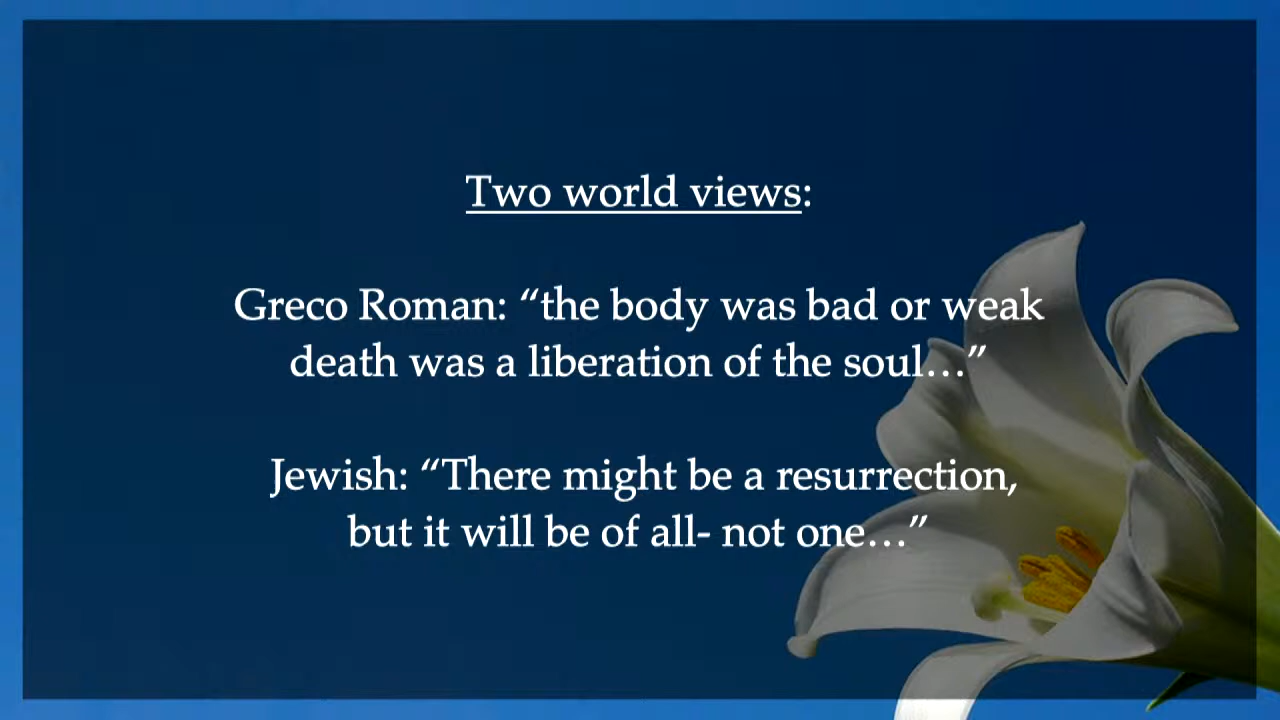 Two world views:
Greco Roman: “the body was bad or weak
death was a liberation of the soul…”
Jewish: “There might be a resurrection,
but it will be of all- not one…”